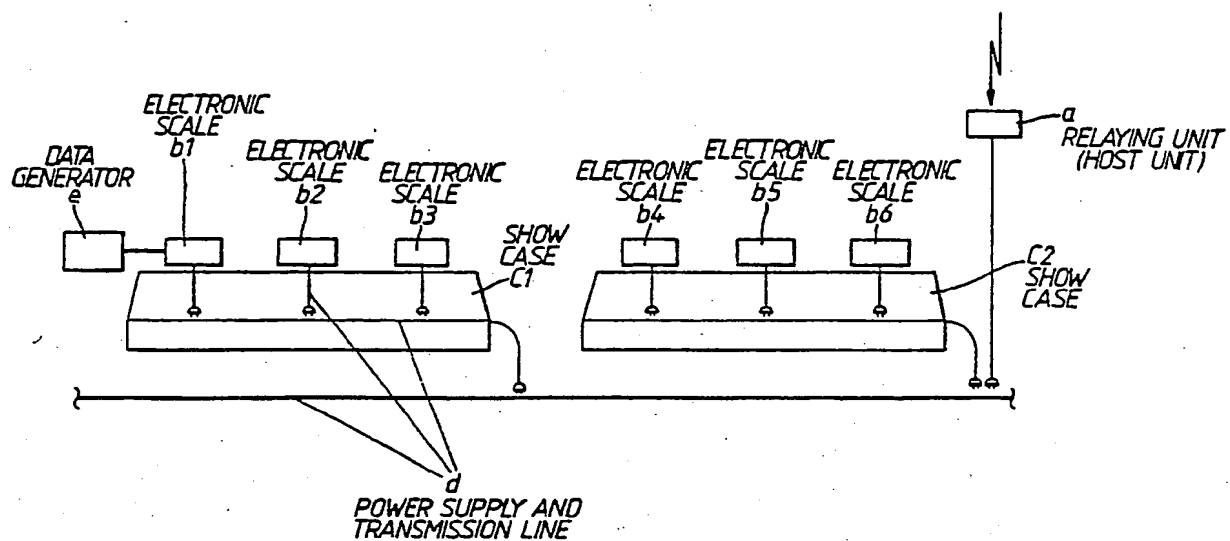 DATA
GENERATOR
e
ELECTRONIC
SCALE
b1
ELECTRONIC
SCALE
b2
ELECTRONIC
SCALE
b3
SHOW
CASE
C1
ELECTRONIC
SCALE
b4
ELECTRONIC
SCALE
b5
ELECTRONIC
SCALE
b6
a
RELAYING UNIT
(HOST UNIT)
C2
SHOW
CASE
d
POWER SUPPLY AND
TRANSMISSION LINE